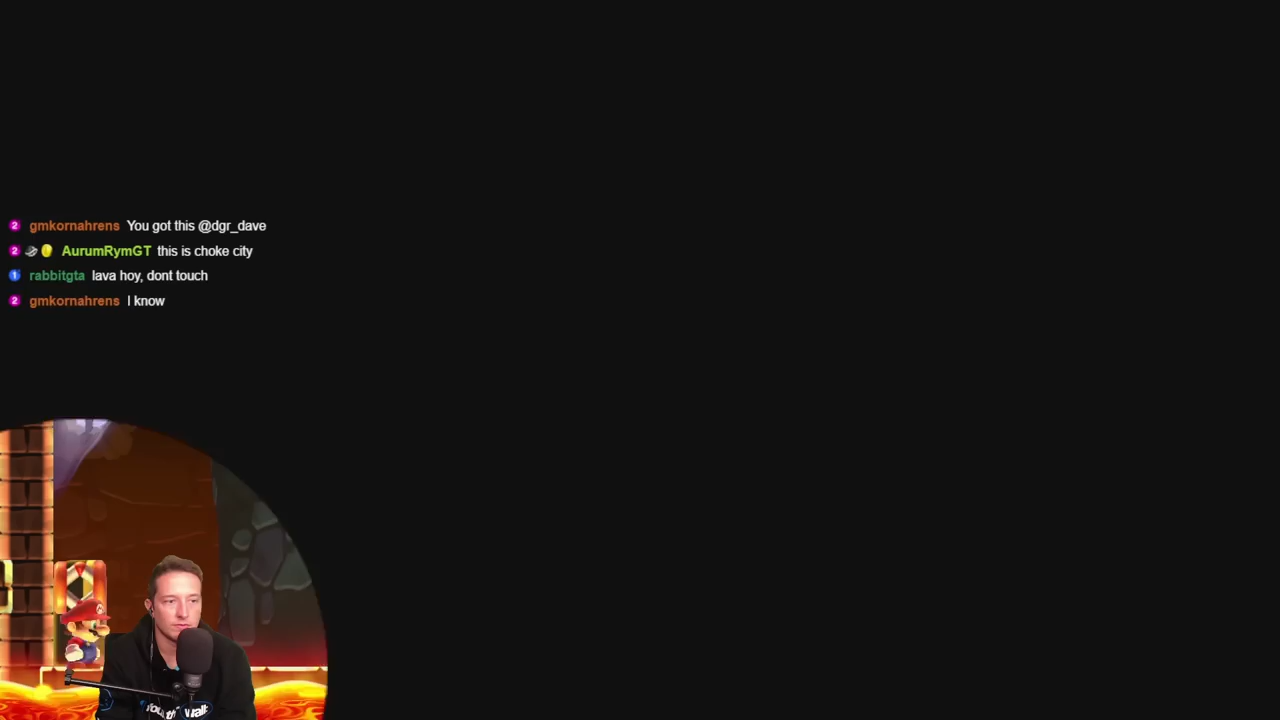 gmkornahrens You got this @dgr_dave
AurumRymGT this is choke city
rabbitgta lava hoy, dont touch
gmkornahrens I know